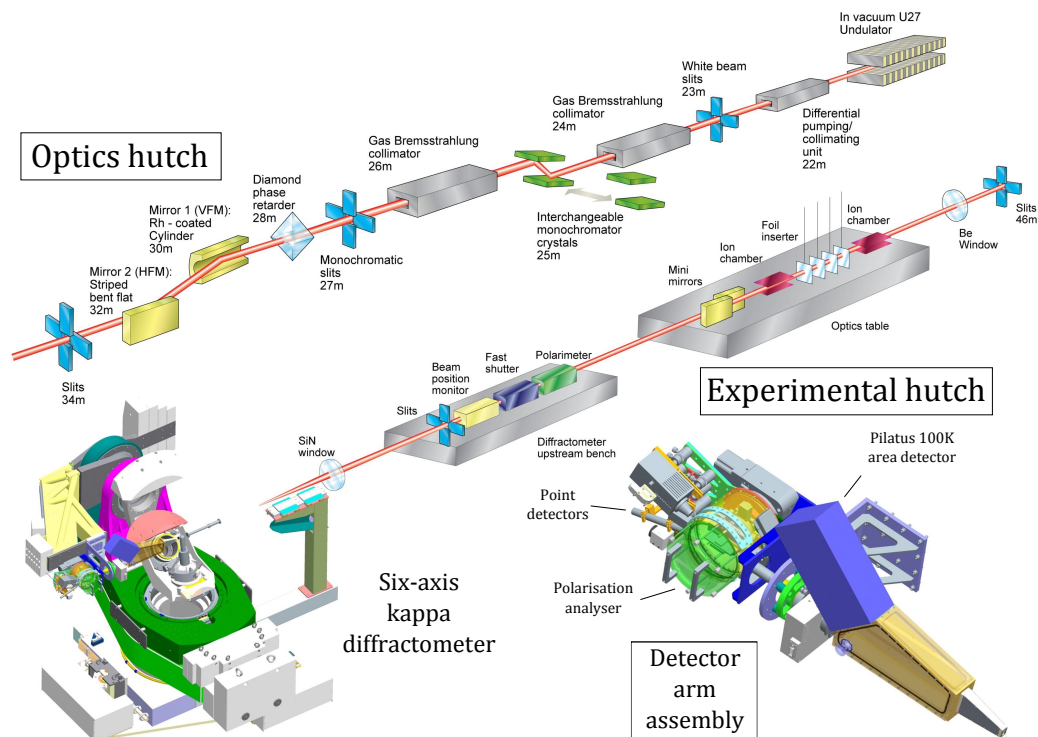 In vacuum U27
Undulator
White beam
slits
23m
Gas Bremsstrahlung
collimator
24m
Differential
pumping/
collimating
unit
22m
Optics hutch
Gas Bremsstrahlung
collimator
26m
Diamond
phase
retarder
28m
Mirror 1 (VFM):
Rh - coated
Cylinder
30m
Mirror 2 (HFM):
Striped
bent flat
32m
Monochromatic
slits
27m
Interchangeable
monochromator
crystals
25m
Slits
34m
Slits
46m
Be
Window
Ion
chamber
Foil
inserter
Ion
chamber
Mini
mirrors
Optics table
Experimental hutch
Polarimeter
Fast
shutter
Beam
position
monitor
Slits
Diffractometer
upstream bench
SiN
window
Six-axis
kappa
diffractometer
Pilatus 100K
area detector
Point
detectors
Polarisation
analyser
Detector
arm
assembly